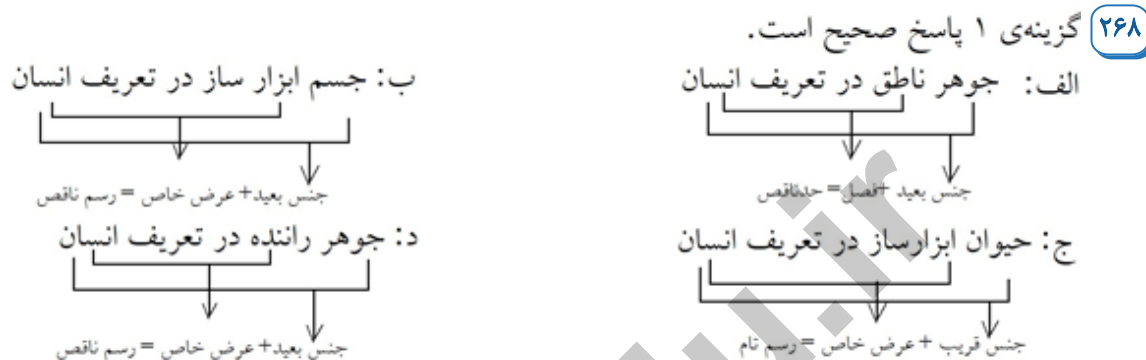 ۲۶۸ گزینه‌ی ۱ پاسخ صحیح است.
الف: جوهر ناطق در تعریف انسان
جنس بعید +فصل= حدناقص
ب: جسم ابزار ساز در تعریف انسان
جنس بعید+ عرض خاص = رسم ناقص
ج: حیوان ابزارساز در تعریف انسان
جنس قریب + عرض خاص = رسم تام
د: جوهر راننده در تعریف انسان
جنس بعید+ عرض خاص = رسم ناقص